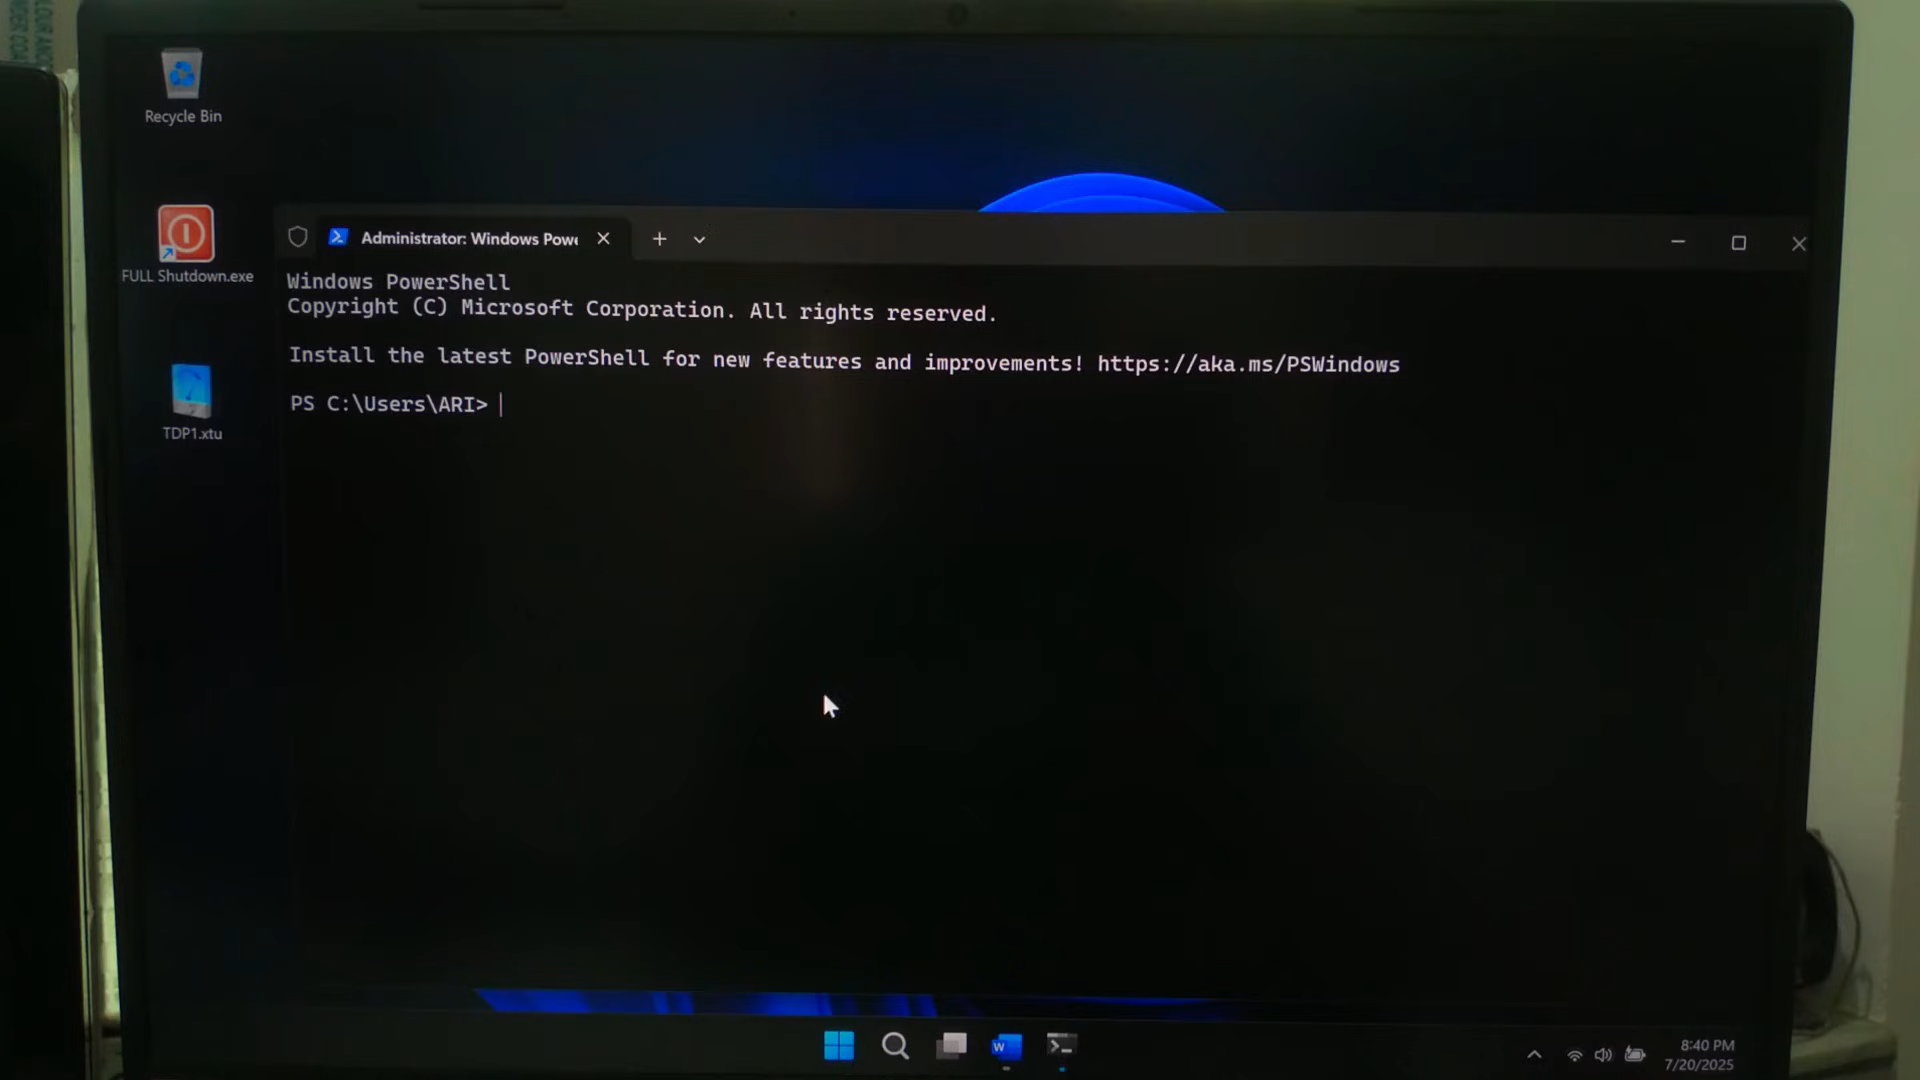 Recycle Bin
FULL Shutdown.exe
TDP1.xtu
Administrator: Windows Powe
Windows PowerShell
Copyright (C) Microsoft Corporation. All rights reserved.
Install the latest PowerShell for new features and improvements! https://aka.ms/PSWindows
PS C:\Users\ARI>
8:40 PM
7/20/2025